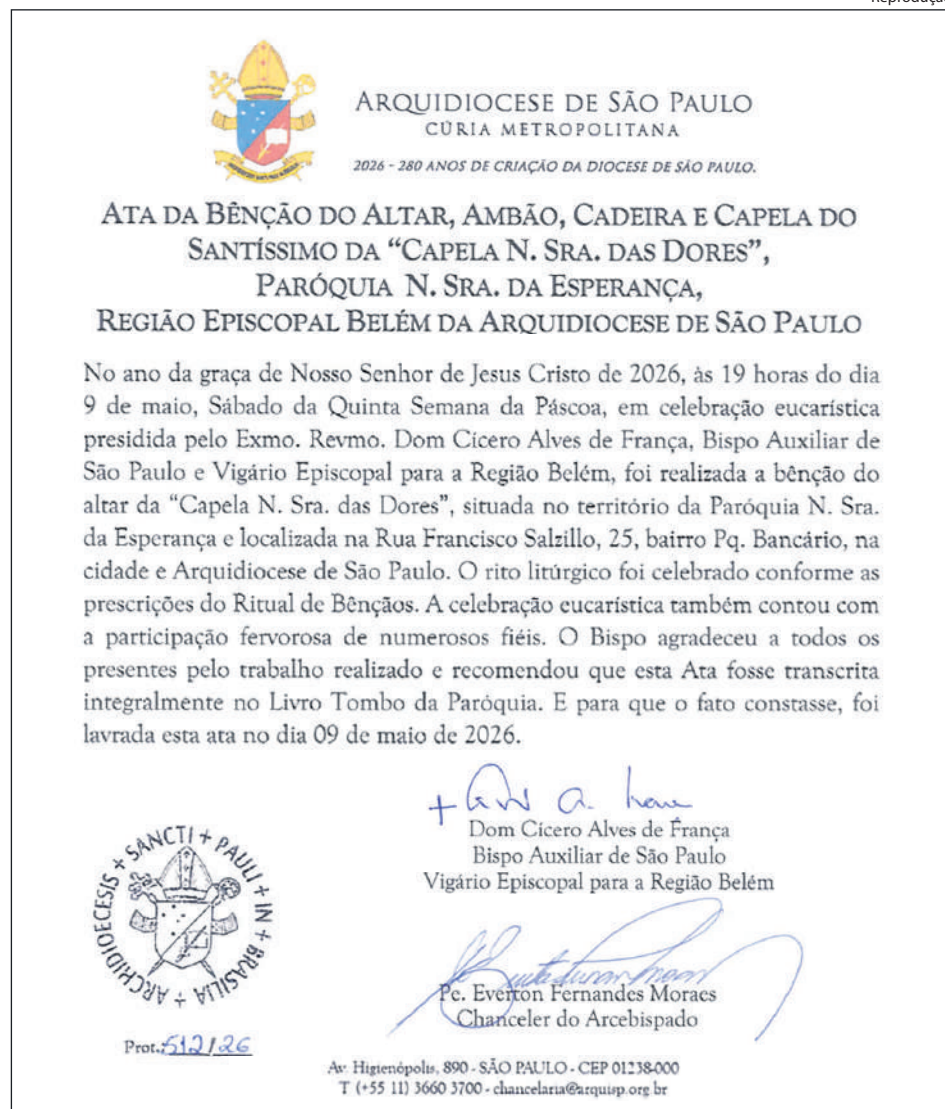 ARQUIDIOCESE DE SÃO PAULO
CÚRIA METROPOLITANA
2026 - 280 ANOS DE CRIAÇÃO DA DIOCESE DE SÃO PAULO.
ATA DA BÊNÇÃO DO ALTAR, AMBÃO, CADEIRA E CAPELA DO
SANTÍSSIMO DA “CAPELA N. SRA. DAS DORES”,
PARÓQUIA N. SRA. DA ESPERANÇA,
REGIÃO EPISCOPAL BELÉM DA ARQUIDIOCESE DE SÃO PAULO
No ano da graça de Nosso Senhor de Jesus Cristo de 2026, às 19 horas do dia
9 de maio, Sábado da Quinta Semana da Páscoa, em celebração eucarística
presidida pelo Exmo. Revmo. Dom Cícero Alves de França, Bispo Auxiliar de
São Paulo e Vigário Episcopal para a Região Belém, foi realizada a bênção do
altar da “Capela N. Sra. das Dores”, situada no território da Paróquia N. Sra.
da Esperança e localizada na Rua Francisco Salzillo, 25, bairro Pq. Bancário, na
cidade e Arquidiocese de São Paulo. O rito litúrgico foi celebrado conforme as
prescrições do Ritual de Bênçãos. A celebração eucarística também contou com
a participação fervorosa de numerosos fiéis. O Bispo agradeceu a todos os
presentes pelo trabalho realizado e recomendou que esta Ata fosse transcrita
integralmente no Livro Tombo da Paróquia. E para que o fato constasse, foi
lavrada esta ata no dia 09 de maio de 2026.
Dom Cícero Alves de França
Bispo Auxiliar de São Paulo
Vigário Episcopal para a Região Belém
ARCHIDIOECESIS + SANCTI + PAULI + IN + BRASILIA +
Pe. Everton Fernandes Moraes
Chanceler do Arcebispado
Prot. 512/26
Av. Higienópolis, 890 - SÃO PAULO - CEP 01238-000
T (+55 11) 3660 3700 - chancelaria@arquisp.org.br